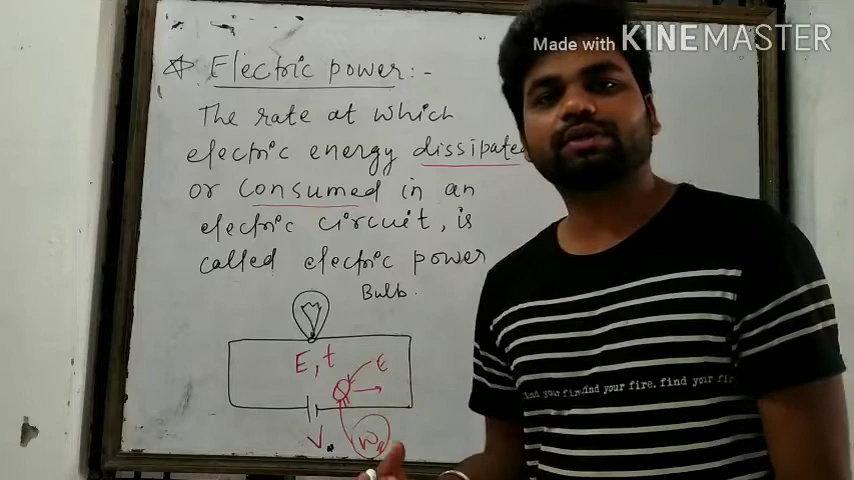 Made with KINEMASTER
☆ Electric power:-
The rate at which
electric energy dissipated
or consumed in an
electric circuit, is
called electric power
Bulb.
E, t
E
V
find your fire. find your fire. find your fir